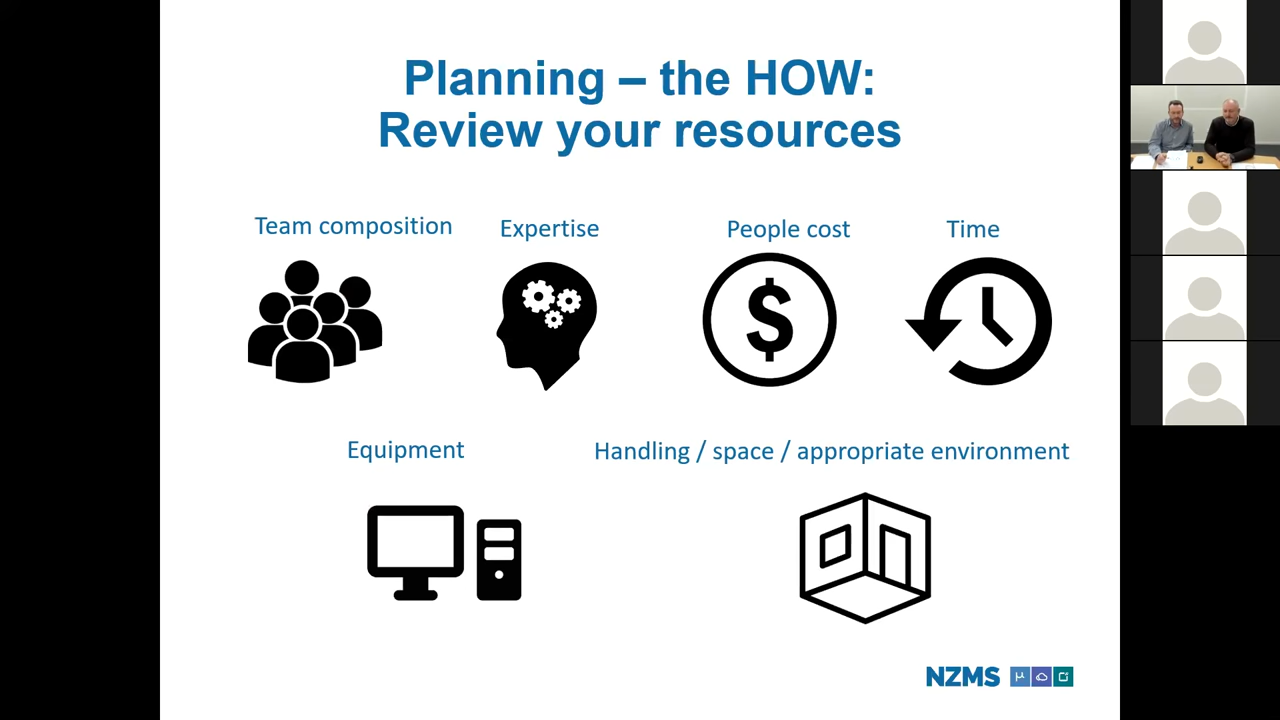 Planning – the HOW:
Review your resources
Team composition
Expertise
People cost
Time
$
Equipment
Handling / space / appropriate environment
NZMS
µ